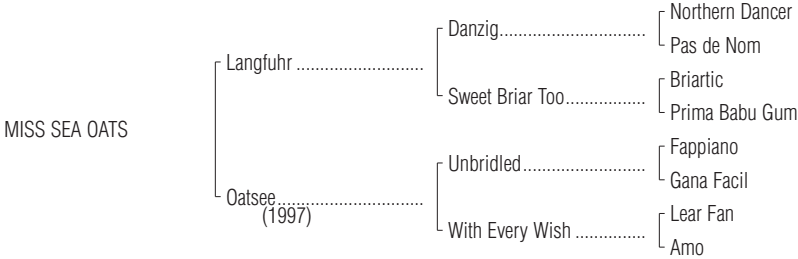 Northern Dancer
Danzig..............................
Pas de Nom
Langfuhr ..........................
Briartic
Sweet Briar Too.................
Prima Babu Gum
MISS SEA OATS
Fappiano
Unbridled.........................
Gana Facil
Oatsee..............................
(1997)
Lear Fan
With Every Wish ...............
Amo